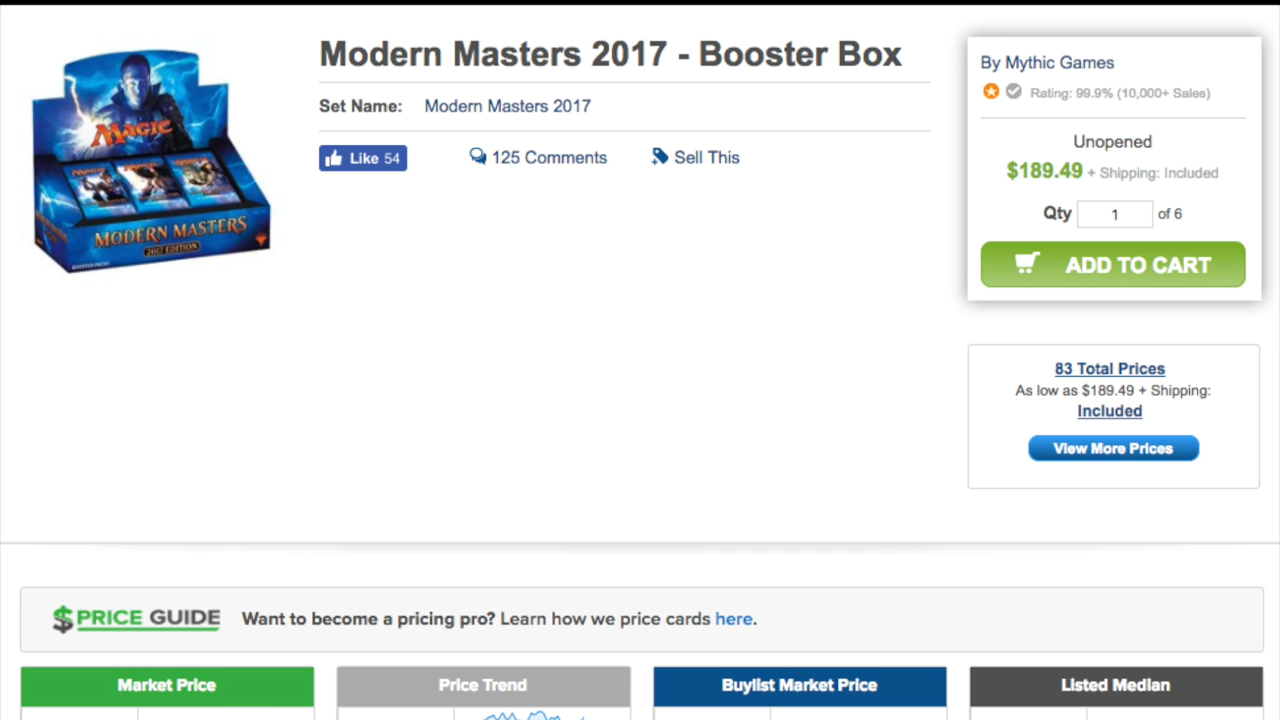 Modern Masters 2017 - Booster Box
Set Name: Modern Masters 2017
Like 54
125 Comments
Sell This
MAGIC
MODERN MASTERS
2017 EDITION
By Mythic Games
Rating: 99.9% (10,000+ Sales)
Unopened
$189.49 + Shipping: Included
Qty 1 of 6
ADD TO CART
83 Total Prices
As low as $189.49 + Shipping:
Included
View More Prices
$PRICE GUIDE
Want to become a pricing pro? Learn how we price cards here.
Market Price
Price Trend
Buylist Market Price
Listed Median